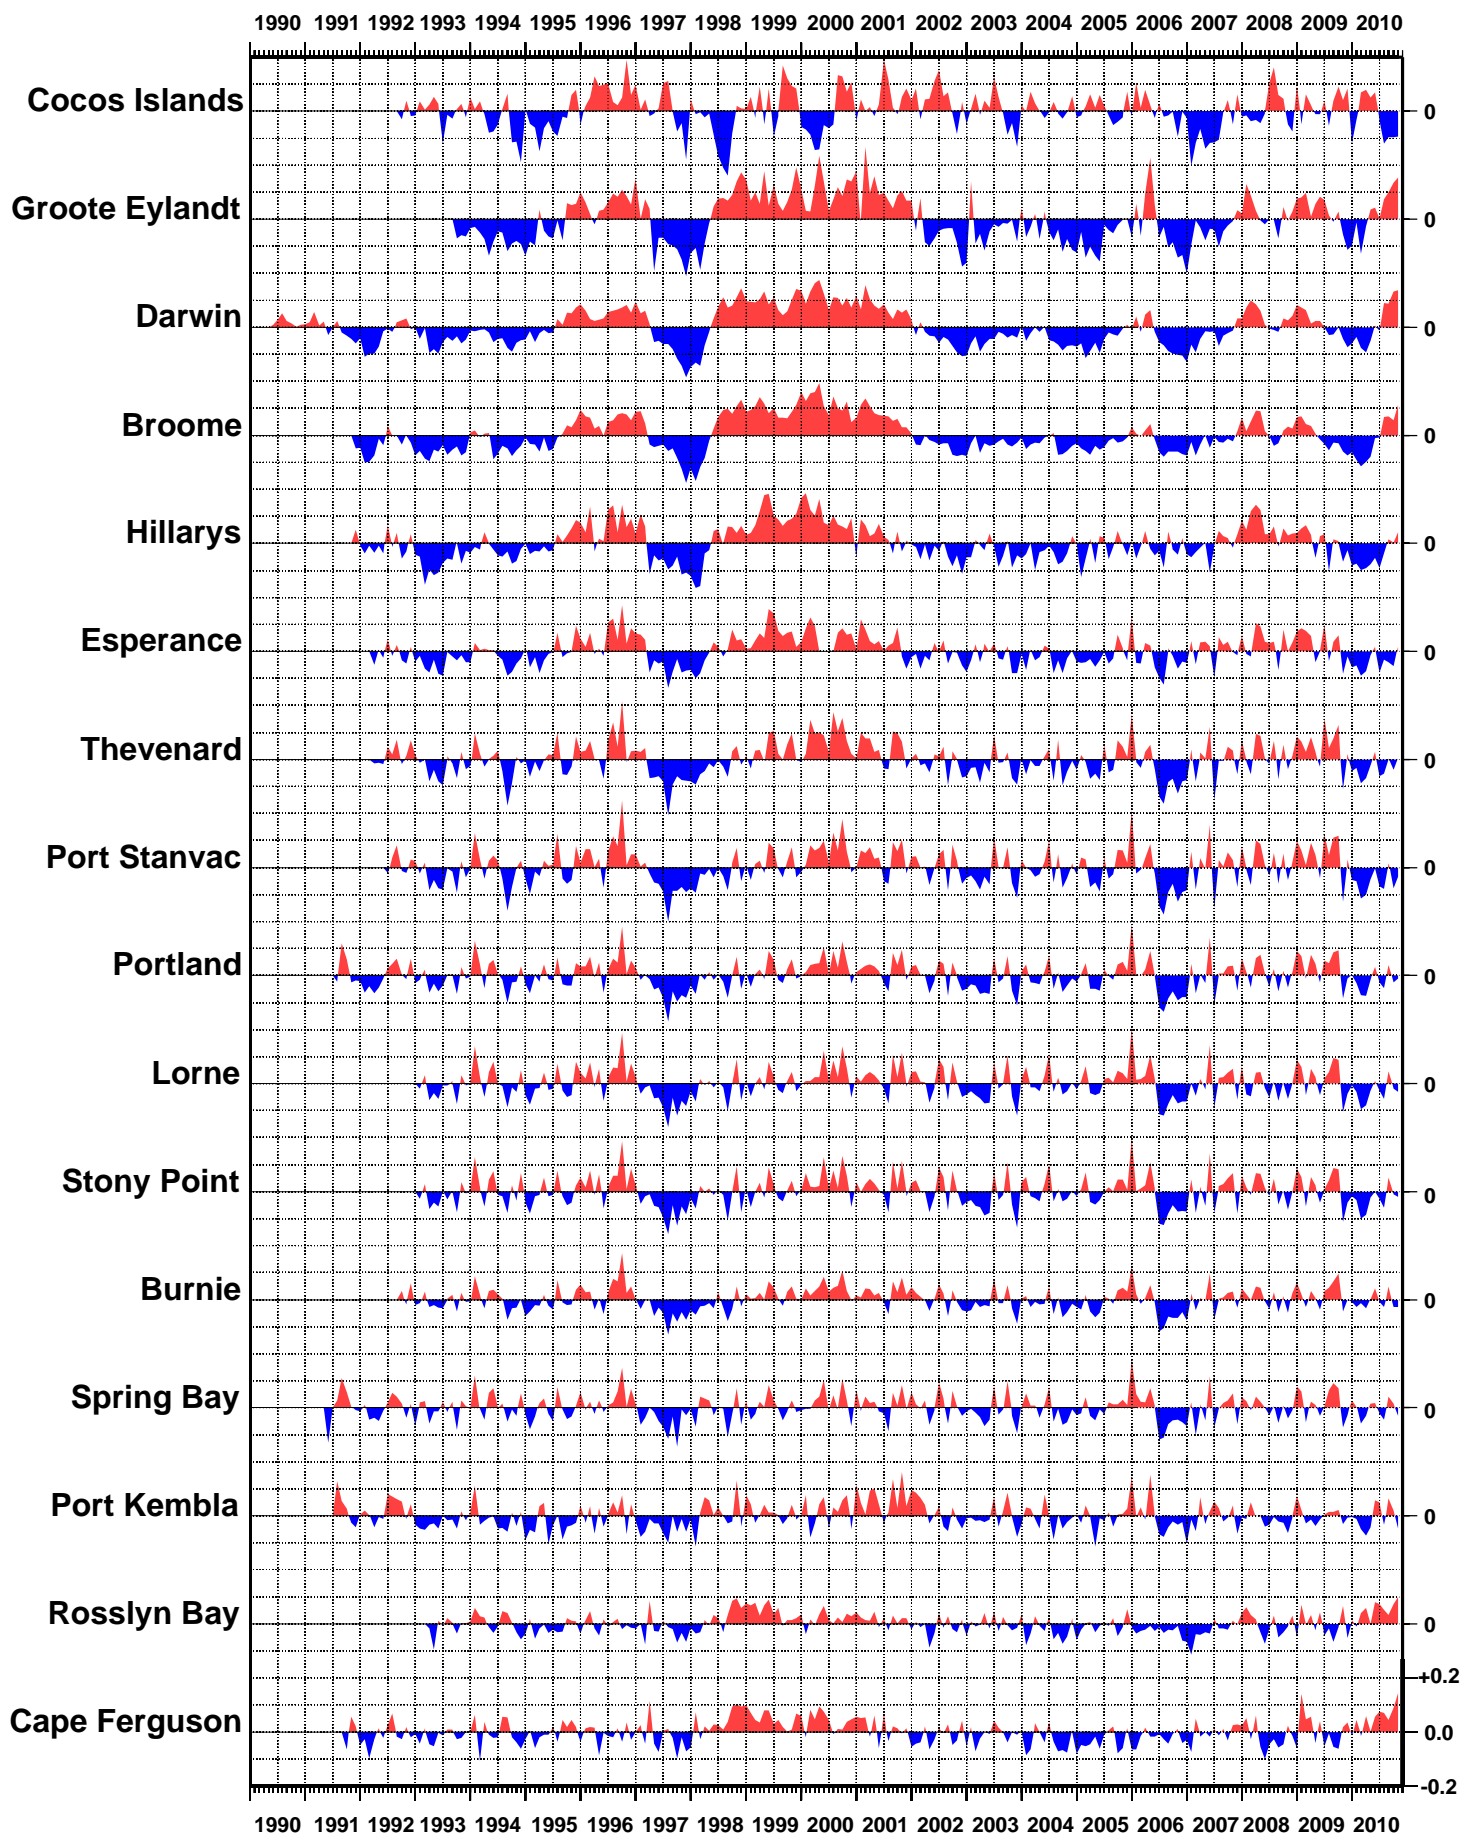 1990 1991 1992 1993 1994 1995 1996 1997 1998 1999 2000 2001 2002 2003 2004 2005 2006 2007 2008 2009 2010
Cocos Islands 0
Groote Eylandt 0
Darwin 0
Broome 0
Hillarys 0
Esperance 0
Thevenard 0
Port Stanvac 0
Portland 0
Lorne 0
Stony Point 0
Burnie 0
Spring Bay 0
Port Kembla 0
Rosslyn Bay 0
+0.2
Cape Ferguson 0.0
-0.2
1990 1991 1992 1993 1994 1995 1996 1997 1998 1999 2000 2001 2002 2003 2004 2005 2006 2007 2008 2009 2010